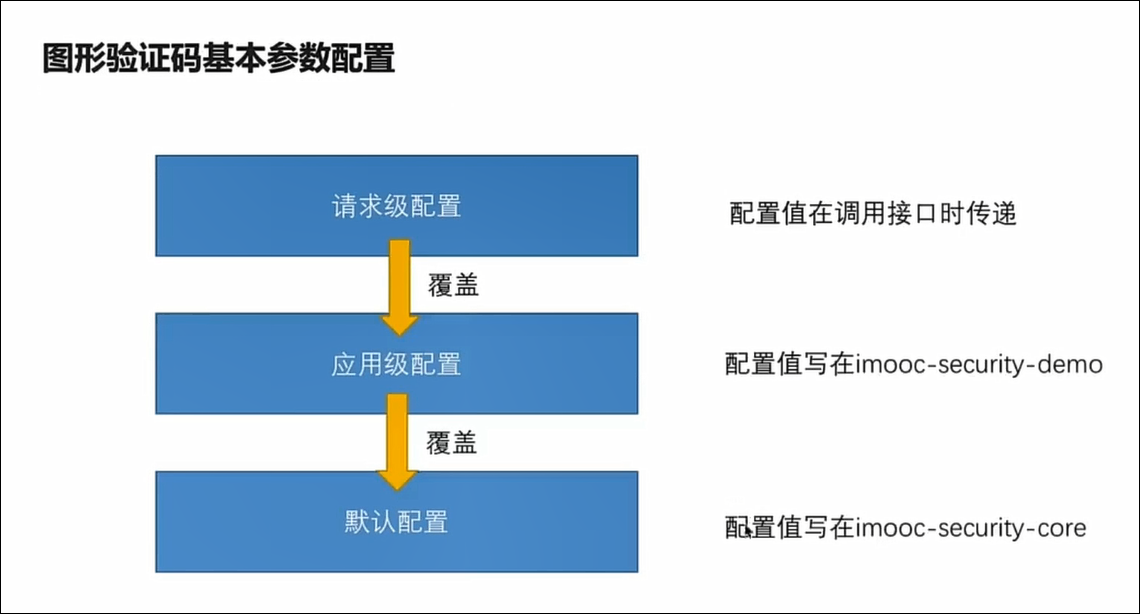 图形验证码基本参数配置
请求级配置
配置值在调用接口时传递
覆盖
应用级配置
配置值写在imooc-security-demo
覆盖
默认配置
配置值写在imooc-security-core